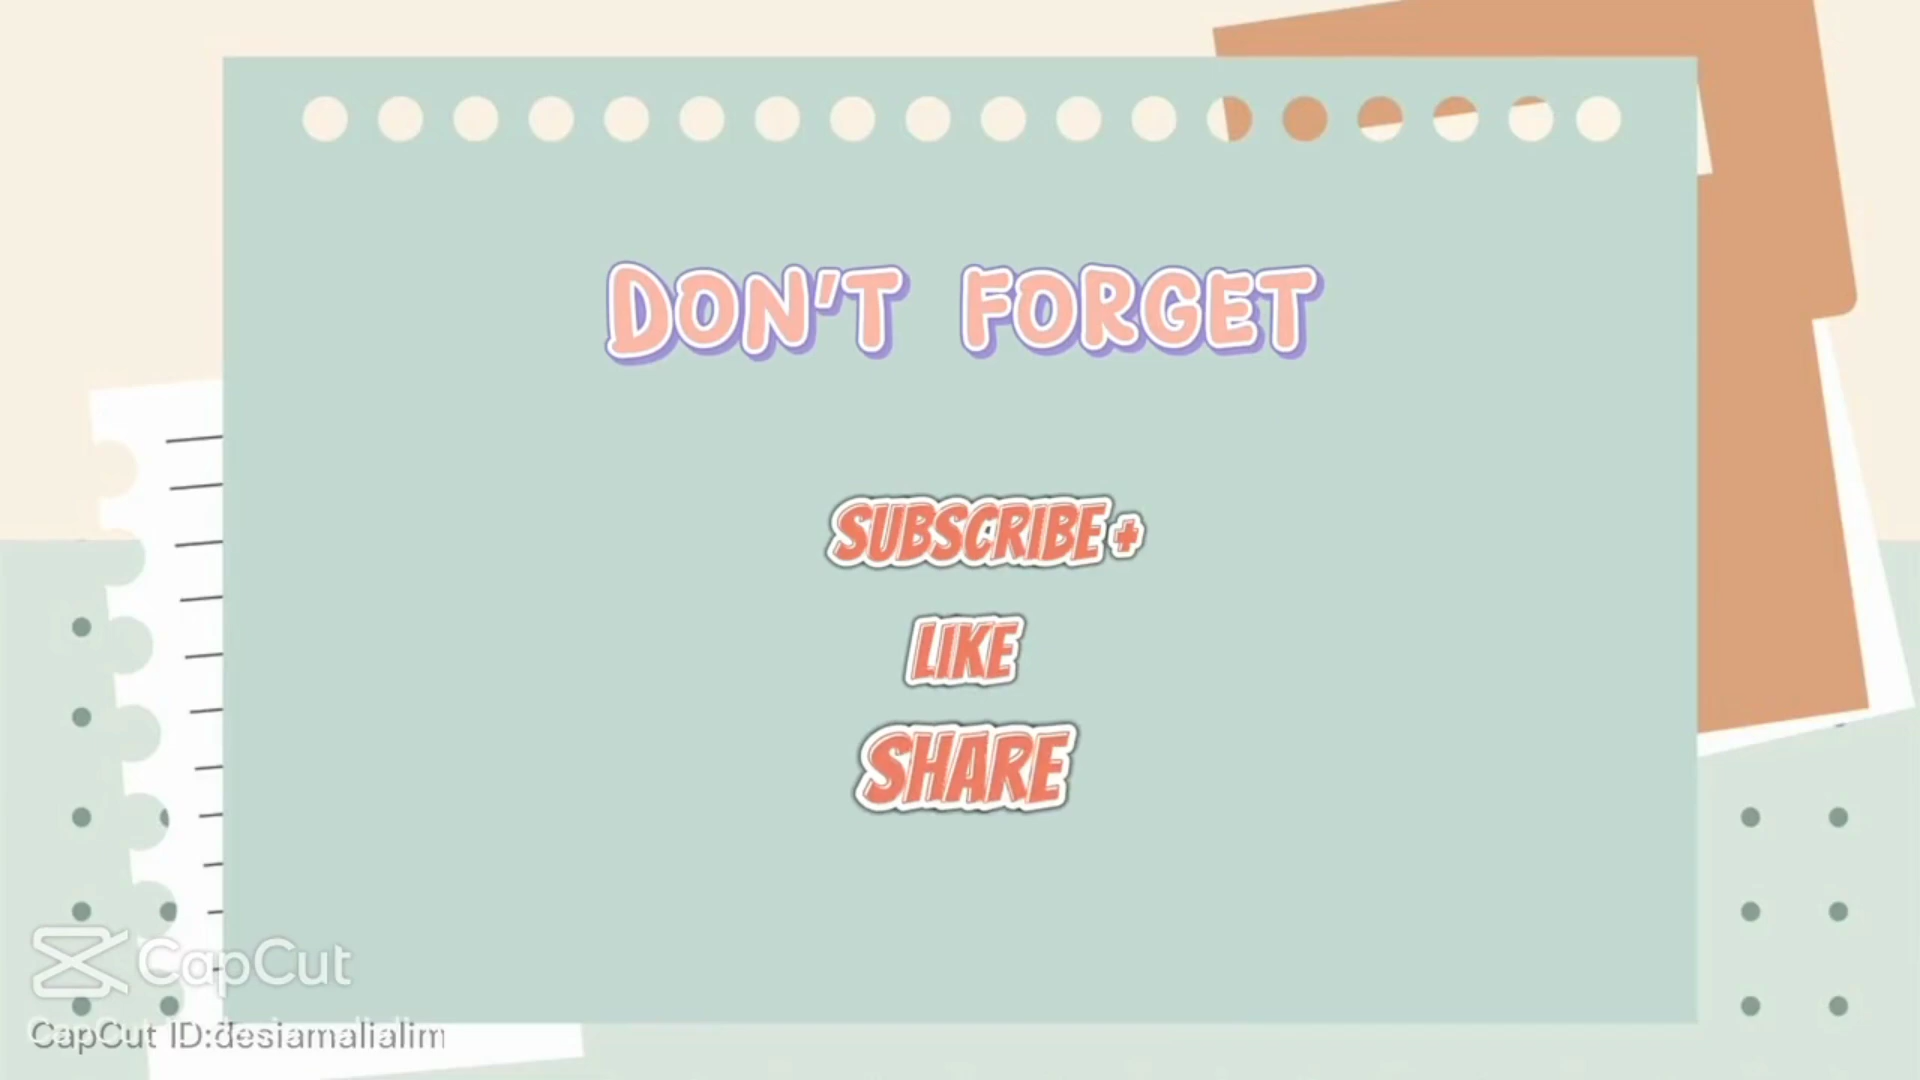 DON'T FORGET
SUBSCRIBE +
LIKE
SHARE
CapCut
CapCut ID:desiamalialim